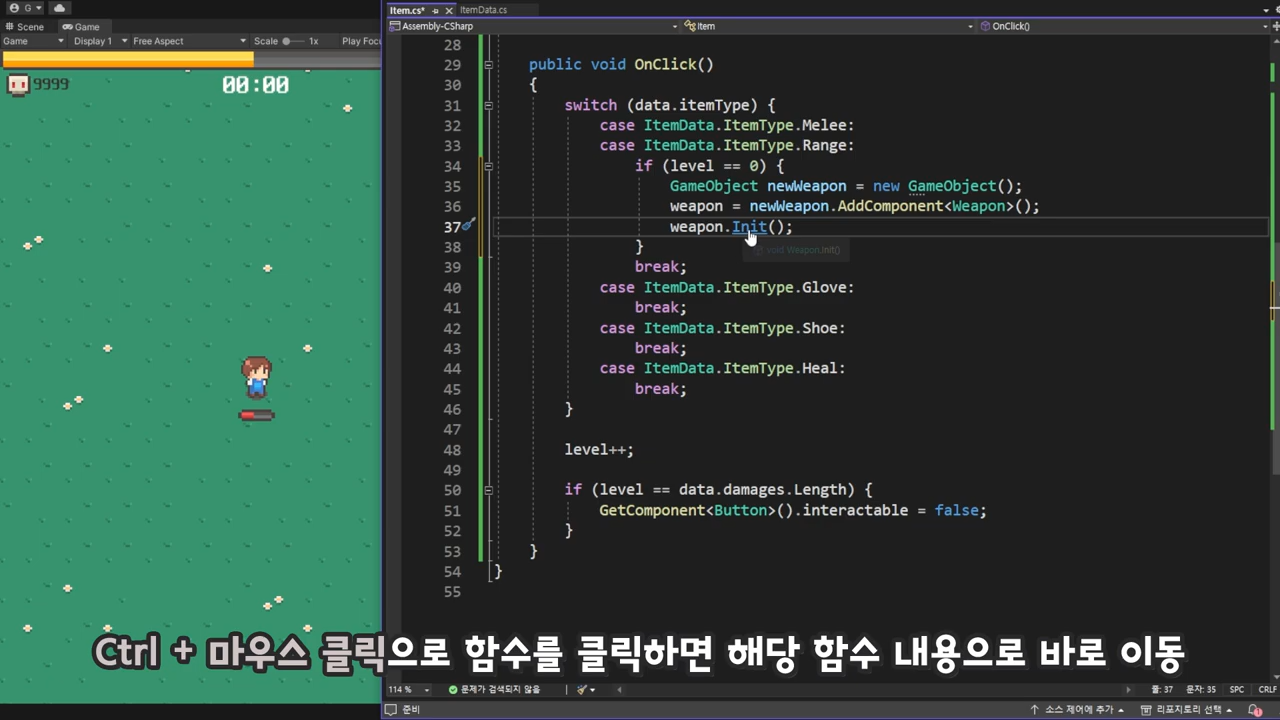 G
Scene
Game
Game
Display 1
Free Aspect
Scale
1x
Play Focu
9999
00:00
Item.cs*
ItemData.cs
Assembly-CSharp
Item
OnClick()
28
29 public void OnClick()
30 {
31 switch (data.itemType) {
32 case ItemData.ItemType.Melee:
33 case ItemData.ItemType.Range:
34 if (level == 0) {
35 GameObject newWeapon = new GameObject();
36 weapon = newWeapon.AddComponent<Weapon>();
37 weapon.Init();
void Weapon.Init()
38 }
39 break;
40 case ItemData.ItemType.Glove:
41 break;
42 case ItemData.ItemType.Shoe:
43 break;
44 case ItemData.ItemType.Heal:
45 break;
46 }
47
48 level++;
49
50 if (level == data.damages.Length) {
51 GetComponent<Button>().interactable = false;
52 }
53 }
54 }
55
Ctrl + 마우스 클릭으로 함수를 클릭하면 해당 함수 내용으로 바로 이동
114 %
문제가 검색되지 않음
줄: 37
문자: 35
SPC
CRLF
준비
소스 제어에 추가
리포지토리 선택